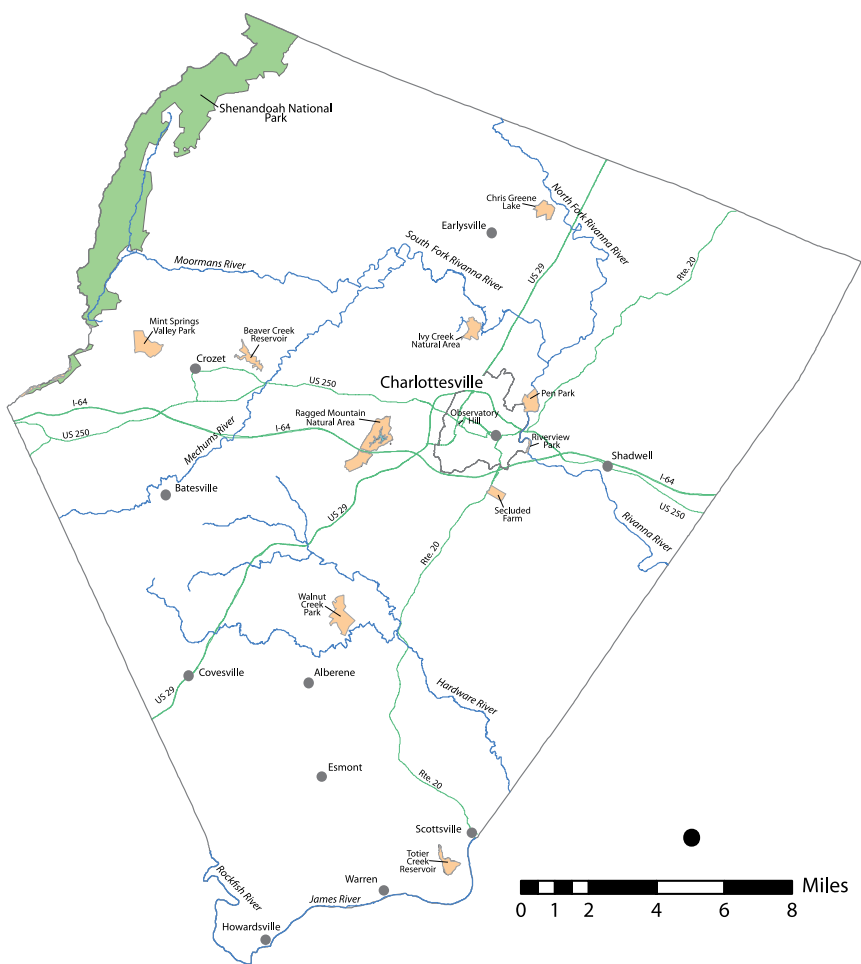 Shenandoah National
Park
Chris Greene
Lake
North Fork Rivanna River
Earlysville
Rte. 20
US 29
South Fork Rivanna River
Moormans River
Mint Springs
Valley Park
Beaver Creek
Reservoir
Ivy Creek
Natural Area
Crozet
US 250
Charlottesville
Pen Park
I-64
Ragged Mountain
Natural Area
Observatory
Hill
US 250
I-64
Mechums River
Riverview
Park
Shadwell
I-64
US 250
Batesville
Secluded
Farm
US 29
Rivanna River
Rte. 20
Walnut
Creek
Park
Covesville
Alberene
US 29
Hardware River
Esmont
Rte. 20
Scottsville
Totier
Creek
Reservoir
Rockfish River
Warren
James River
Howardsville
Miles
0 1 2 4 6 8